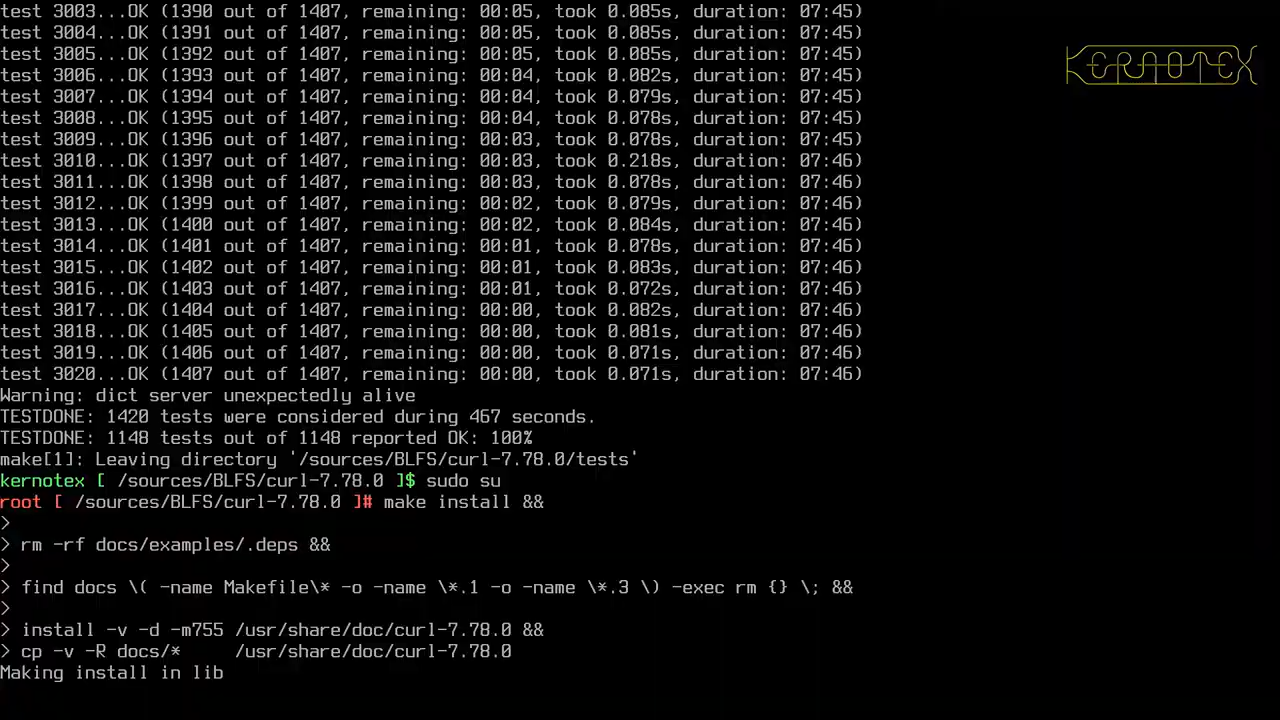 test 3003...OK (1390 out of 1407, remaining: 00:05, took 0.085s, duration: 07:45)
KERNOTEX
test 3004...OK (1391 out of 1407, remaining: 00:05, took 0.085s, duration: 07:45)
test 3005...OK (1392 out of 1407, remaining: 00:05, took 0.085s, duration: 07:45)
test 3006...OK (1393 out of 1407, remaining: 00:04, took 0.082s, duration: 07:45)
test 3007...OK (1394 out of 1407, remaining: 00:04, took 0.079s, duration: 07:45)
test 3008...OK (1395 out of 1407, remaining: 00:04, took 0.078s, duration: 07:45)
test 3009...OK (1396 out of 1407, remaining: 00:03, took 0.078s, duration: 07:45)
test 3010...OK (1397 out of 1407, remaining: 00:03, took 0.218s, duration: 07:46)
test 3011...OK (1398 out of 1407, remaining: 00:03, took 0.078s, duration: 07:46)
test 3012...OK (1399 out of 1407, remaining: 00:02, took 0.079s, duration: 07:46)
test 3013...OK (1400 out of 1407, remaining: 00:02, took 0.084s, duration: 07:46)
test 3014...OK (1401 out of 1407, remaining: 00:01, took 0.078s, duration: 07:46)
test 3015...OK (1402 out of 1407, remaining: 00:01, took 0.083s, duration: 07:46)
test 3016...OK (1403 out of 1407, remaining: 00:01, took 0.072s, duration: 07:46)
test 3017...OK (1404 out of 1407, remaining: 00:00, took 0.082s, duration: 07:46)
test 3018...OK (1405 out of 1407, remaining: 00:00, took 0.081s, duration: 07:46)
test 3019...OK (1406 out of 1407, remaining: 00:00, took 0.071s, duration: 07:46)
test 3020...OK (1407 out of 1407, remaining: 00:00, took 0.071s, duration: 07:46)
Warning: dict server unexpectedly alive
TESTDONE: 1420 tests were considered during 467 seconds.
TESTDONE: 1148 tests out of 1148 reported OK: 100%
make[1]: Leaving directory '/sources/BLFS/curl-7.78.0/tests'
kernotex [ /sources/BLFS/curl-7.78.0 ]$ sudo su
root [ /sources/BLFS/curl-7.78.0 ]# make install &&
>
> rm -rf docs/examples/.deps &&
>
> find docs \( -name Makefile\* -o -name \*.1 -o -name \*.3 \) -exec rm {} \; &&
>
> install -v -d -m755 /usr/share/doc/curl-7.78.0 &&
> cp -v -R docs/*     /usr/share/doc/curl-7.78.0
Making install in lib